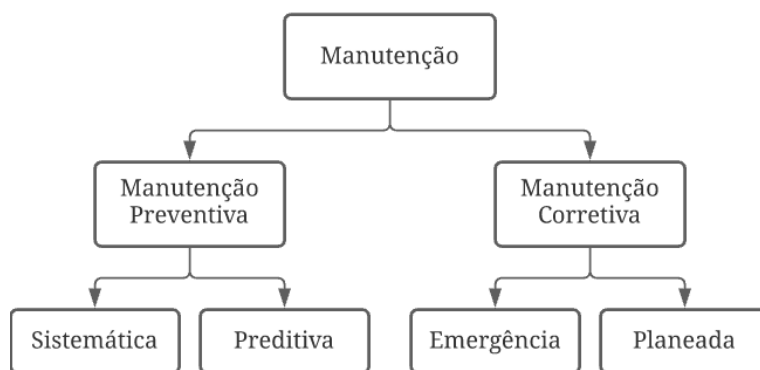 Manutenção
Manutenção
Preventiva
Manutenção
Corretiva
Sistemática
Preditiva
Emergência
Planeada